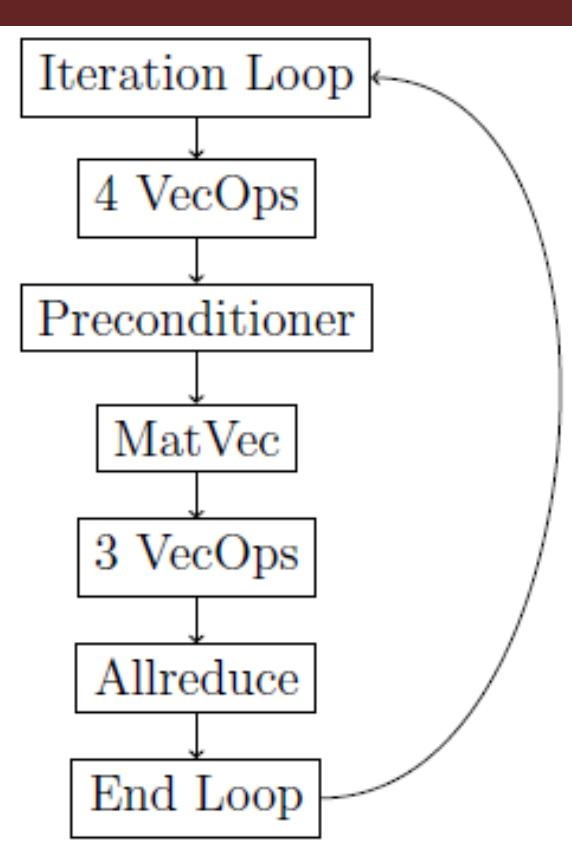 Iteration Loop
4 VecOps
Preconditioner
MatVec
3 VecOps
Allreduce
End Loop